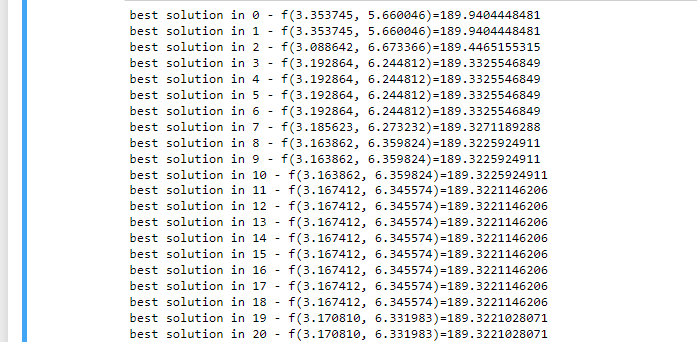 best solution in 0 - f(3.353745, 5.660046)=189.9404448481
best solution in 1 - f(3.353745, 5.660046)=189.9404448481
best solution in 2 - f(3.088642, 6.673366)=189.4465155315
best solution in 3 - f(3.192864, 6.244812)=189.3325546849
best solution in 4 - f(3.192864, 6.244812)=189.3325546849
best solution in 5 - f(3.192864, 6.244812)=189.3325546849
best solution in 6 - f(3.192864, 6.244812)=189.3325546849
best solution in 7 - f(3.185623, 6.273232)=189.3271189288
best solution in 8 - f(3.163862, 6.359824)=189.3225924911
best solution in 9 - f(3.163862, 6.359824)=189.3225924911
best solution in 10 - f(3.163862, 6.359824)=189.3225924911
best solution in 11 - f(3.167412, 6.345574)=189.3221146206
best solution in 12 - f(3.167412, 6.345574)=189.3221146206
best solution in 13 - f(3.167412, 6.345574)=189.3221146206
best solution in 14 - f(3.167412, 6.345574)=189.3221146206
best solution in 15 - f(3.167412, 6.345574)=189.3221146206
best solution in 16 - f(3.167412, 6.345574)=189.3221146206
best solution in 17 - f(3.167412, 6.345574)=189.3221146206
best solution in 18 - f(3.167412, 6.345574)=189.3221146206
best solution in 19 - f(3.170810, 6.331983)=189.3221028071
best solution in 20 - f(3.170810, 6.331983)=189.3221028071